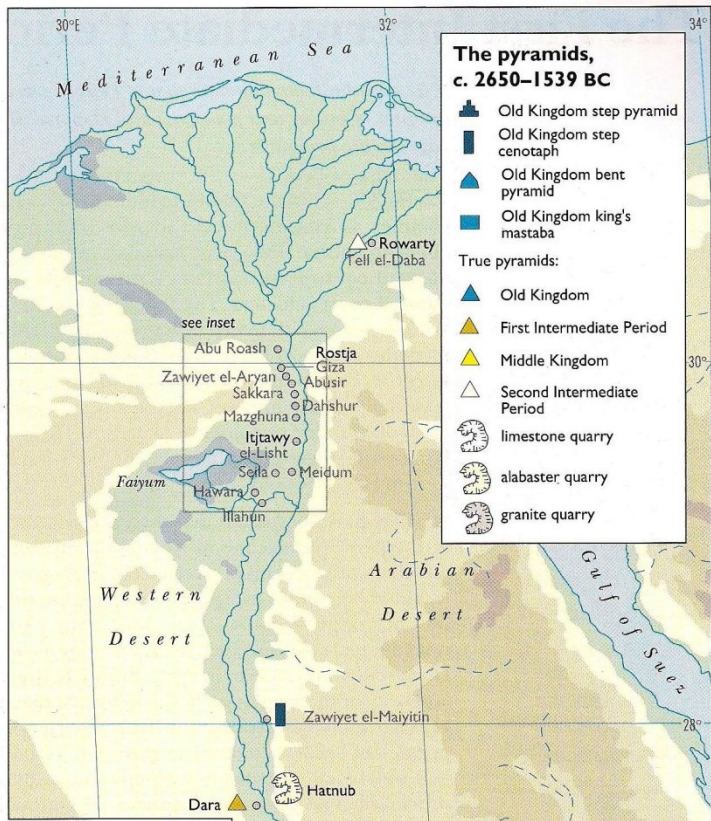 30°E
32°
34°
Mediterranean Sea
The pyramids,
c. 2650–1539 BC
Old Kingdom step pyramid
Old Kingdom step
cenotaph
Old Kingdom bent
pyramid
Old Kingdom king's
mastaba
True pyramids:
Old Kingdom
First Intermediate Period
Middle Kingdom
Second Intermediate
Period
limestone quarry
alabaster quarry
granite quarry
Rowarty
Tell el-Daba
see inset
Abu Roash
Rostja
Giza
Zawiyet el-Aryan
Abusir
Sakkara
Dahshur
Mazghuna
Itjtawy
el-Lisht
Seila
Meidum
Faiyum
Hawara
Illahun
30°
Western
Desert
Arabian
Desert
Gulf of Suez
Zawiyet el-Maiyitin
28°
Hatnub
Dara